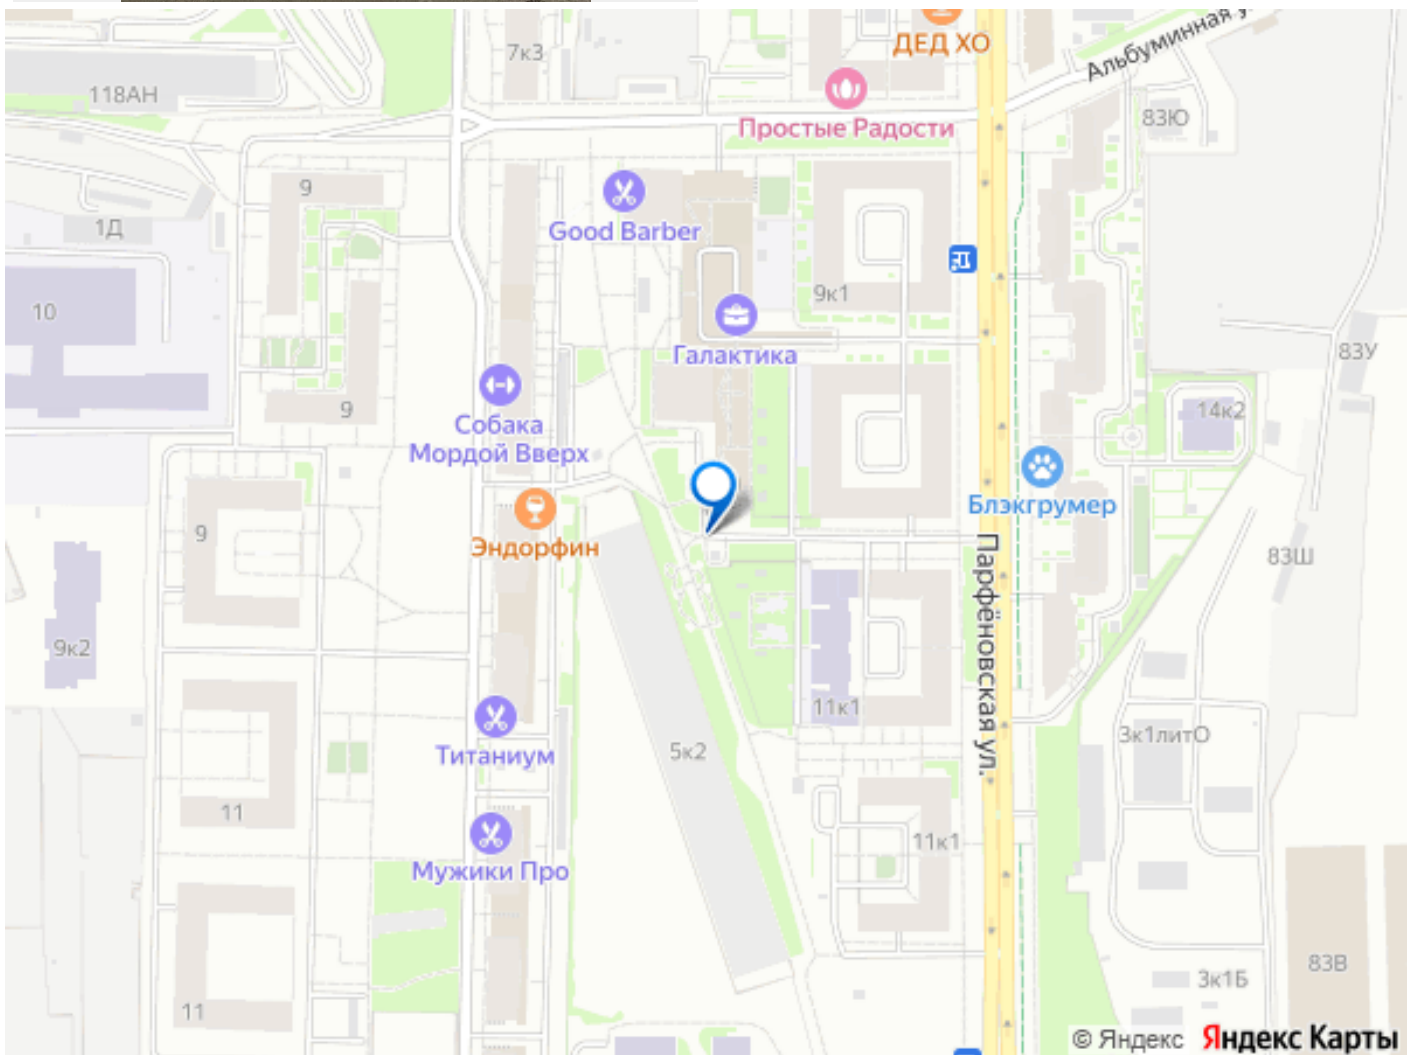 ДЕД ХО
Альбуминная у
7к3
118АН
83Ю
Простые Радости
9
1Д
Good Barber
10
9к1
Галактика
83У
9
14к2
Собака
Мордой Вверх
Блэкгрумер
9
Эндорфин
83Ш
Парфёновская ул.
9к2
11к1
3к1литО
5к2
Титаниум
11
11к1
Мужики Про
83В
3к1Б
11
© Яндекс Яндекс Карты